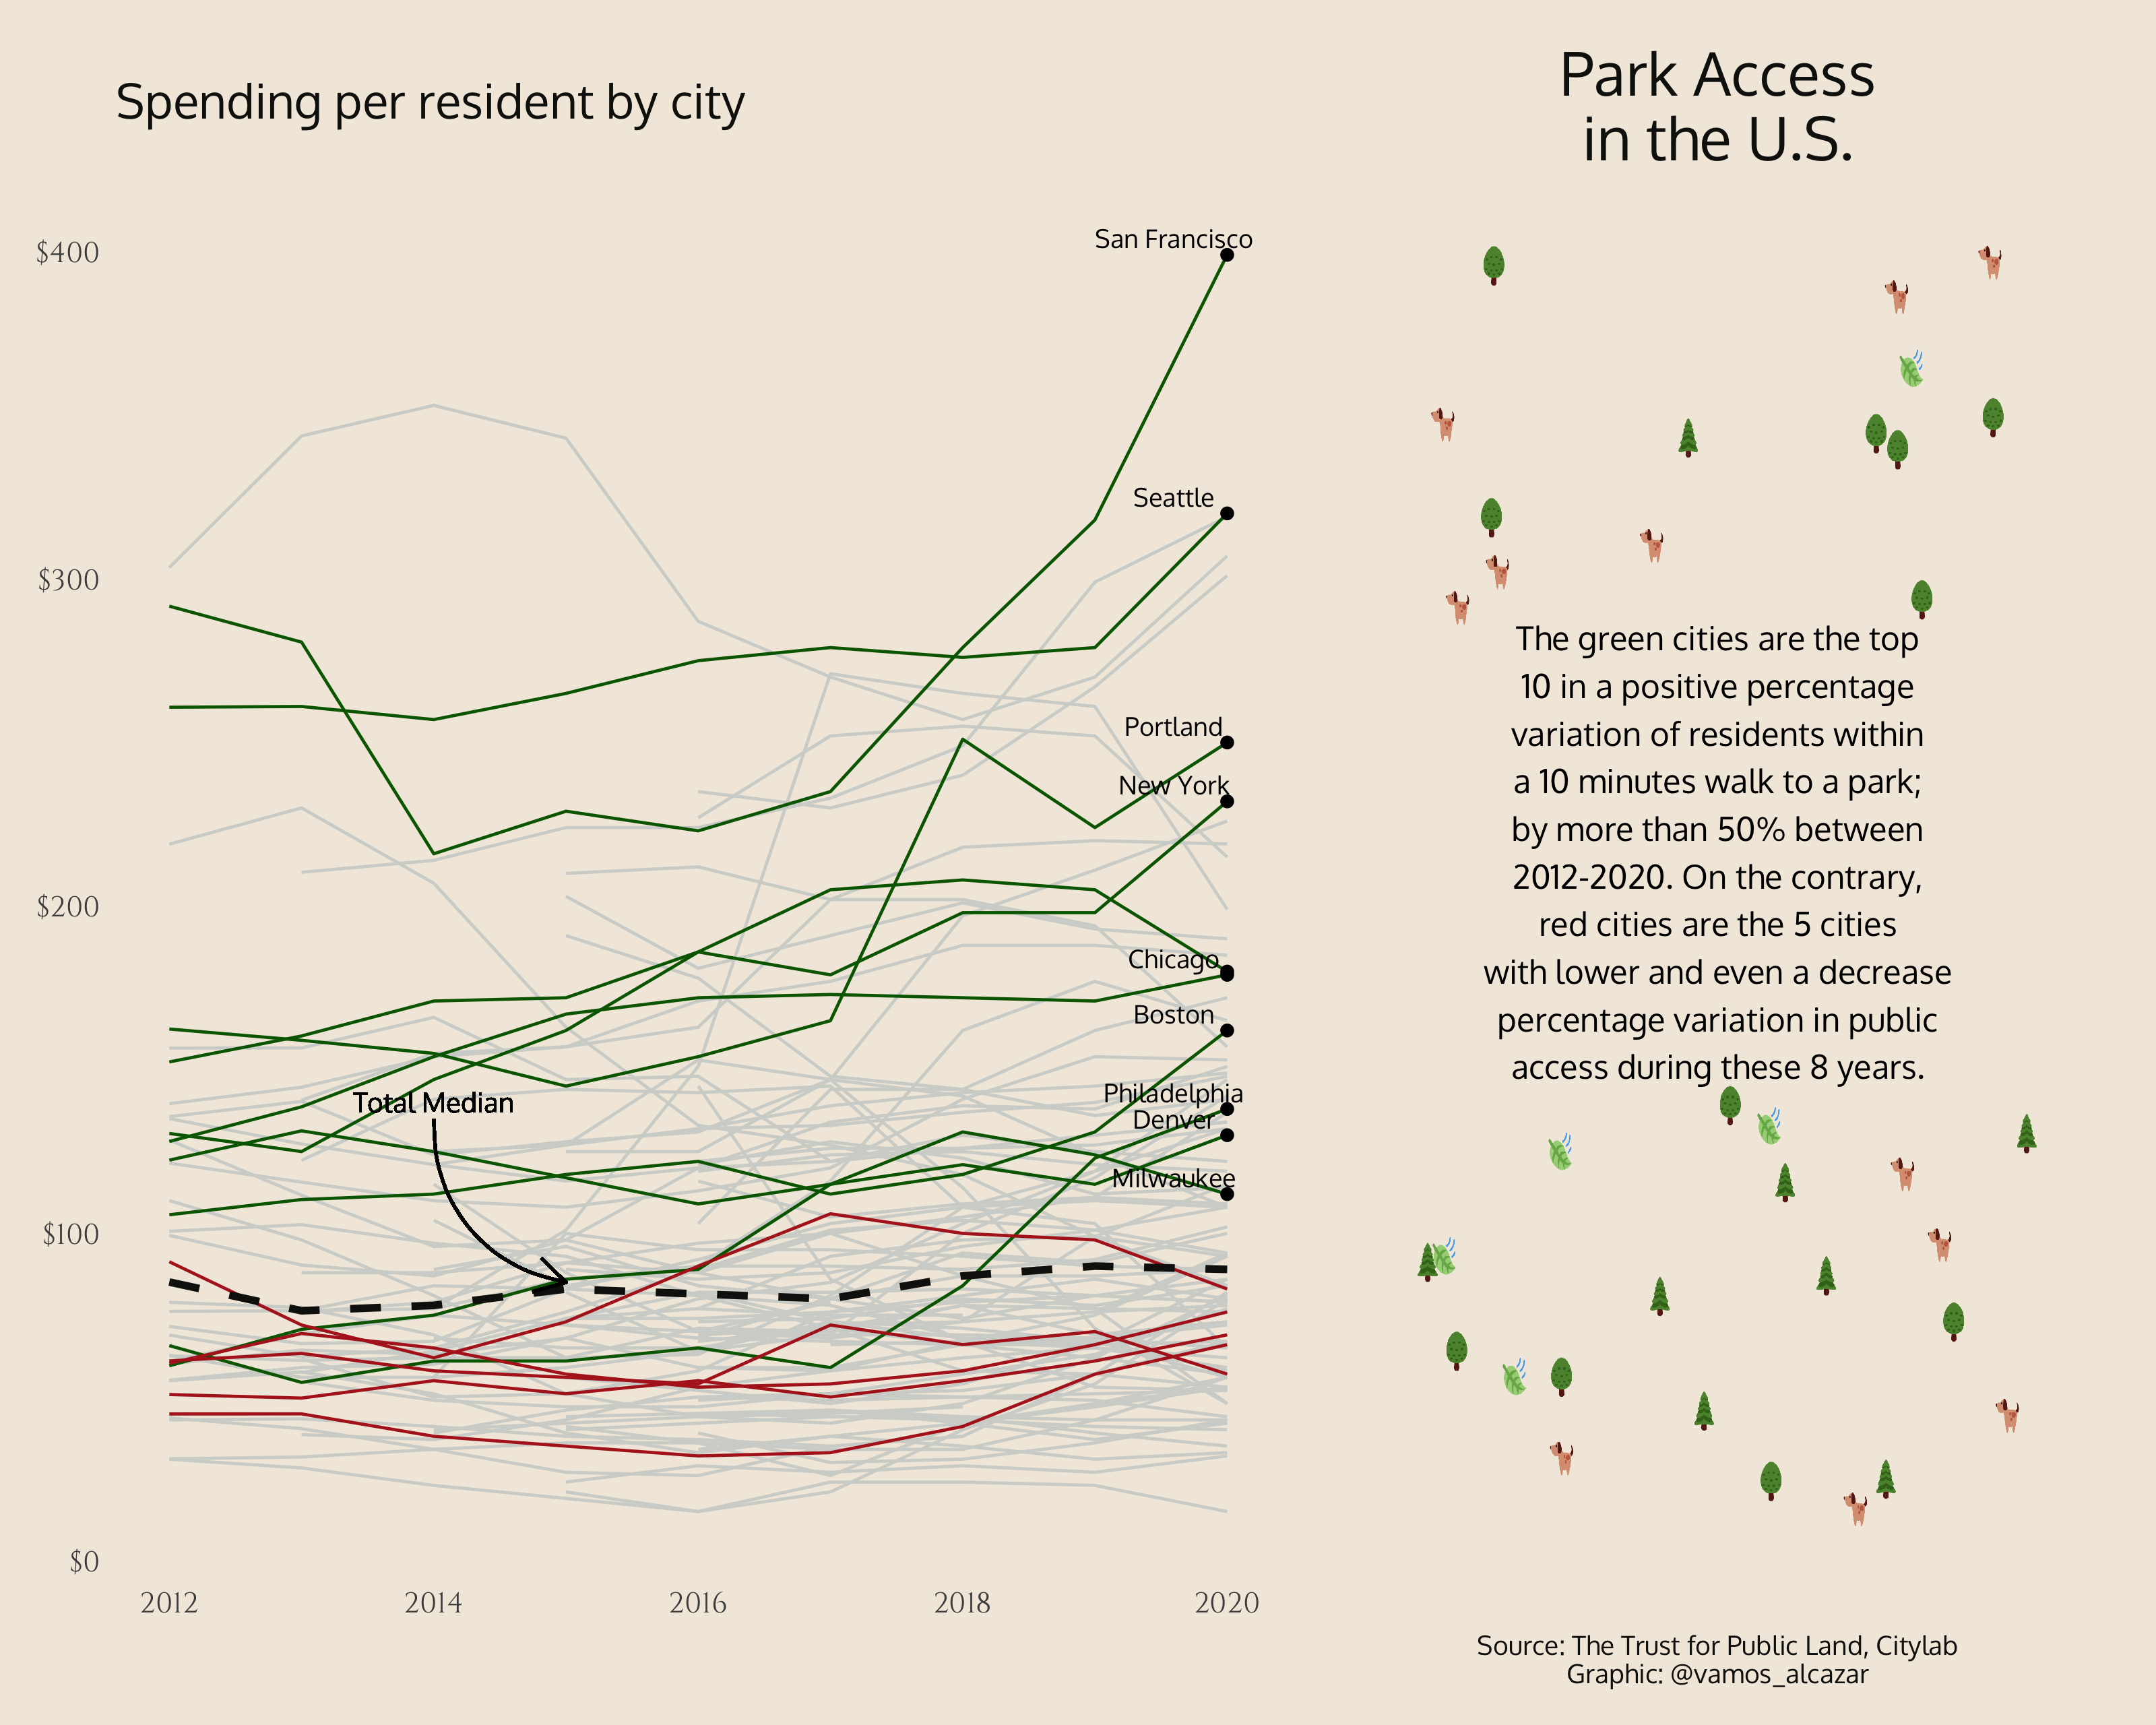 Spending per resident by city
Park Access
in the U.S.
$400
$300
$200
$100
$0
2012
2014
2016
2018
2020
San Francisco
Seattle
Portland
New York
Chicago
Boston
Philadelphia
Denver
Milwaukee
Total Median
The green cities are the top
10 in a positive percentage
variation of residents within
a 10 minutes walk to a park;
by more than 50% between
2012-2020. On the contrary,
red cities are the 5 cities
with lower and even a decrease
percentage variation in public
access during these 8 years.
Source: The Trust for Public Land, Citylab
Graphic: @vamos_alcazar